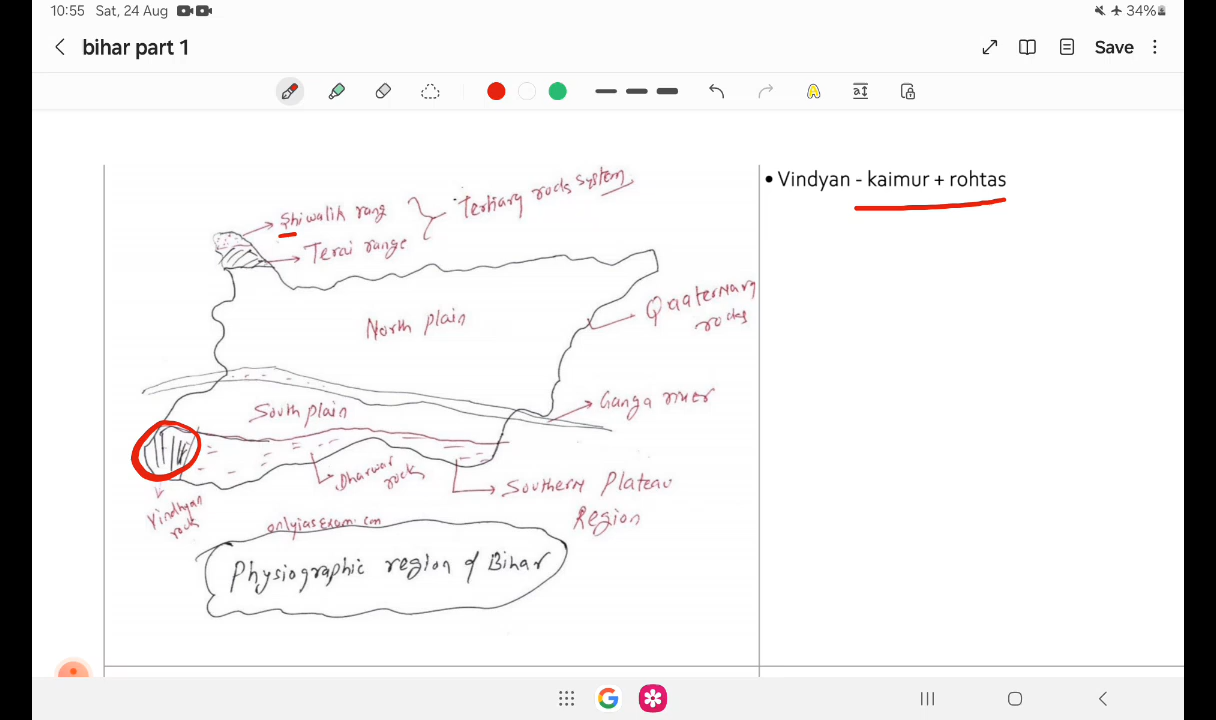 10:55 Sat, 24 Aug
34%
bihar part 1
Save
Shiwalik rang
Terai range
Tertiary rocks system
North plain
Quaternary
rocks
Ganga river
South plain
Dharwar
rocks
Southern Plateau
Region
Vindhyan
rock
onlyiasexam.com
Physiographic region of Bihar
• Vindyan - kaimur + rohtas